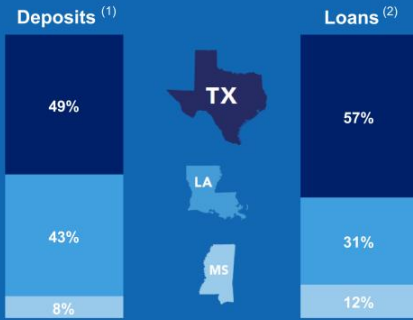 Deposits (1)
Loans (2)
49%
TX
57%
LA
43%
31%
MS
8%
12%